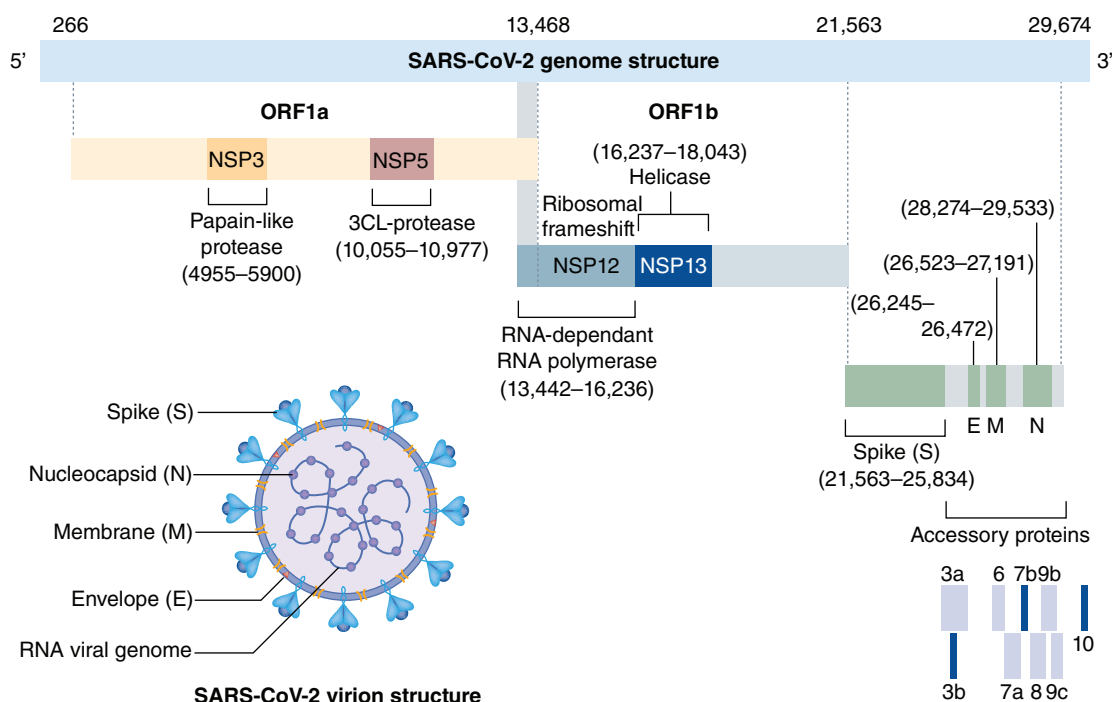 266
13,468
21,563
29,674
5'
SARS-CoV-2 genome structure
3'
ORF1a
ORF1b
NSP3
NSP5
(16,237–18,043)
Helicase
Papain-like
protease
(4955–5900)
3CL-protease
(10,055–10,977)
Ribosomal
frameshift
NSP12
NSP13
RNA-dependant
RNA polymerase
(13,442–16,236)
(28,274–29,533)
(26,523–27,191)
(26,245–
26,472)
E
M
N
Spike (S)
(21,563–25,834)
Accessory proteins
3a
6
7b
9b
10
3b
7a
8
9c
Spike (S)
Nucleocapsid (N)
Membrane (M)
Envelope (E)
RNA viral genome
SARS-CoV-2 virion structure